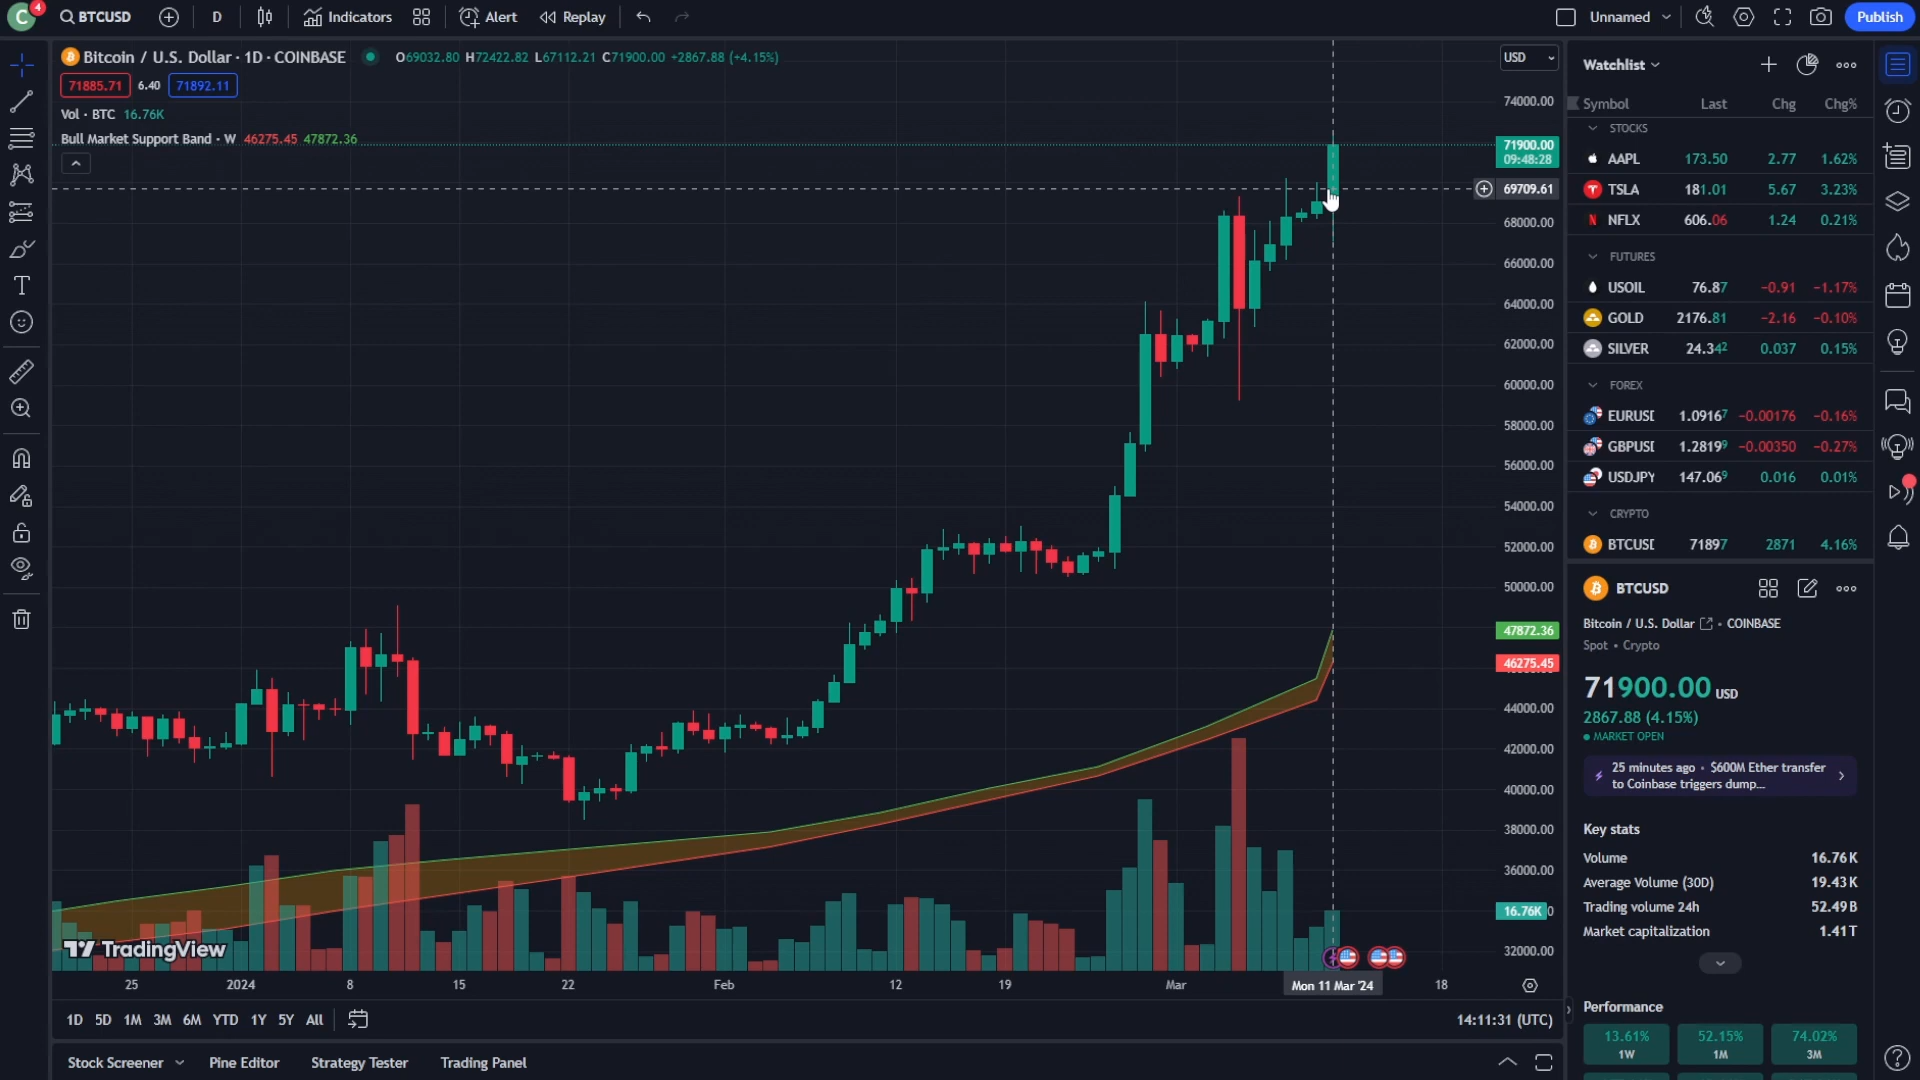 C 4 BTCUSD D Indicators Alert Replay Unnamed Publish
Bitcoin / U.S. Dollar · 1D · COINBASE O69032.80 H72422.82 L67112.21 C71900.00 +2867.88 (+4.15%)
71885.71 6.40 71892.11
Vol · BTC 16.76K
Bull Market Support Band · W 46275.45 47872.36
USD
74000.00
71900.00
09:48:28
69709.61
68000.00
66000.00
64000.00
62000.00
60000.00
58000.00
56000.00
54000.00
52000.00
50000.00
47872.36
46275.45
44000.00
42000.00
40000.00
38000.00
36000.00
16.76K
32000.00
TradingView
25 2024 8 15 22 Feb 12 19 Mar Mon 11 Mar '24 18
1D 5D 1M 3M 6M YTD 1Y 5Y All 14:11:31 (UTC)
Stock Screener Pine Editor Strategy Tester Trading Panel
Watchlist
Symbol Last Chg Chg%
STOCKS
AAPL 173.50 2.77 1.62%
TSLA 181.01 5.67 3.23%
NFLX 606.06 1.24 0.21%
FUTURES
USOIL 76.87 −0.91 −1.17%
GOLD 2176.81 −2.16 −0.10%
SILVER 24.342 0.037 0.15%
FOREX
EURUSI 1.09167 −0.00176 −0.16%
GBPUSI 1.28199 −0.00350 −0.27%
USDJPY 147.069 0.016 0.01%
CRYPTO
BTCUSI 71897 2871 4.16%
BTCUSD
Bitcoin / U.S. Dollar • COINBASE
Spot • Crypto
71900.00 USD
2867.88 (4.15%)
MARKET OPEN
25 minutes ago • $600M Ether transfer
to Coinbase triggers dump...
Key stats
Volume 16.76K
Average Volume (30D) 19.43K
Trading volume 24h 52.49B
Market capitalization 1.41T
Performance
13.61% 52.15% 74.02%
1W 1M 3M